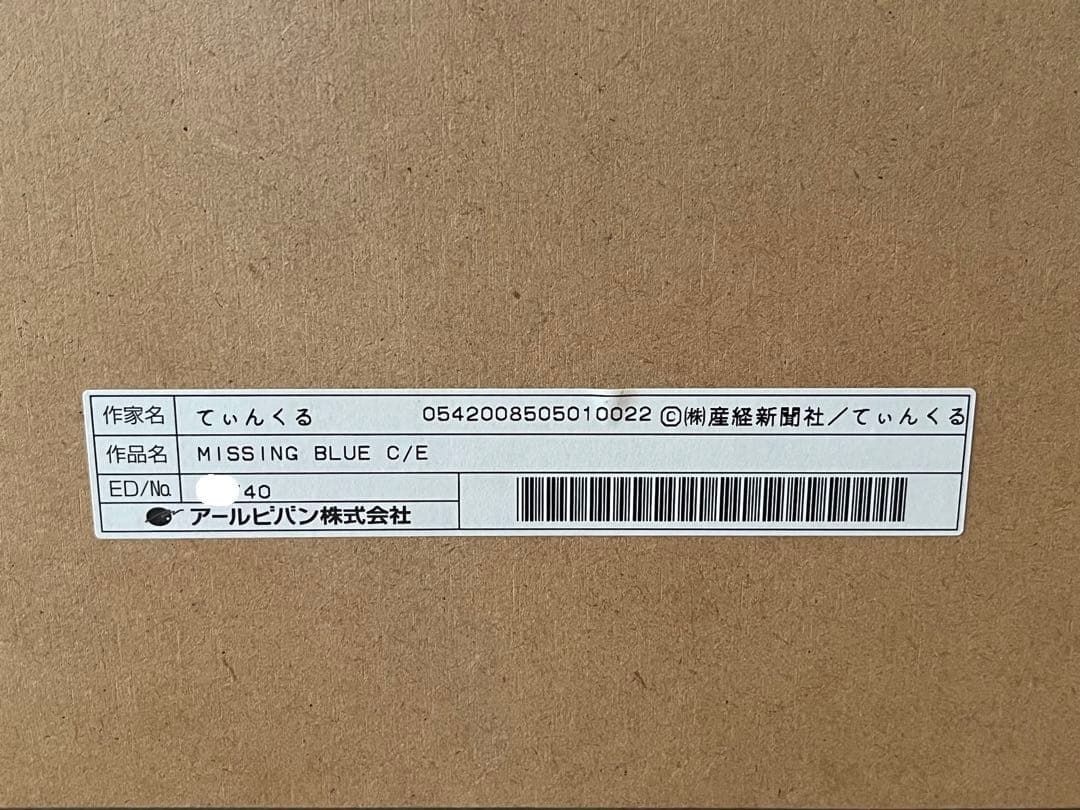 作家名 てぃんくる 0542008505010022 Ⓒ㈱産経新聞社／てぃんくる
作品名 MISSING BLUE C/E
ED/No. /40
アールビバン株式会社